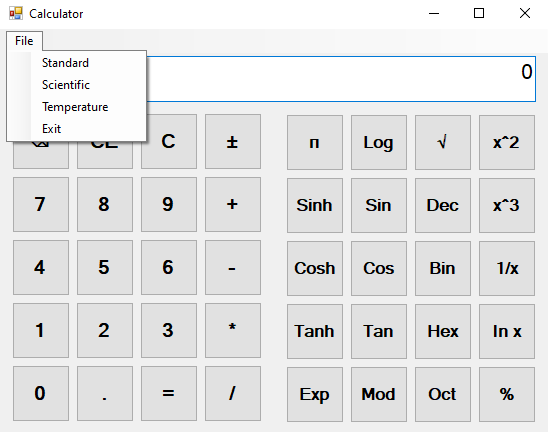 Calculator
File
Standard
Scientific
Temperature
Exit
0
CE C ± π Log √ x^2
7 8 9 + Sinh Sin Dec x^3
4 5 6 - Cosh Cos Bin 1/x
1 2 3 * Tanh Tan Hex ln x
0 . = / Exp Mod Oct %